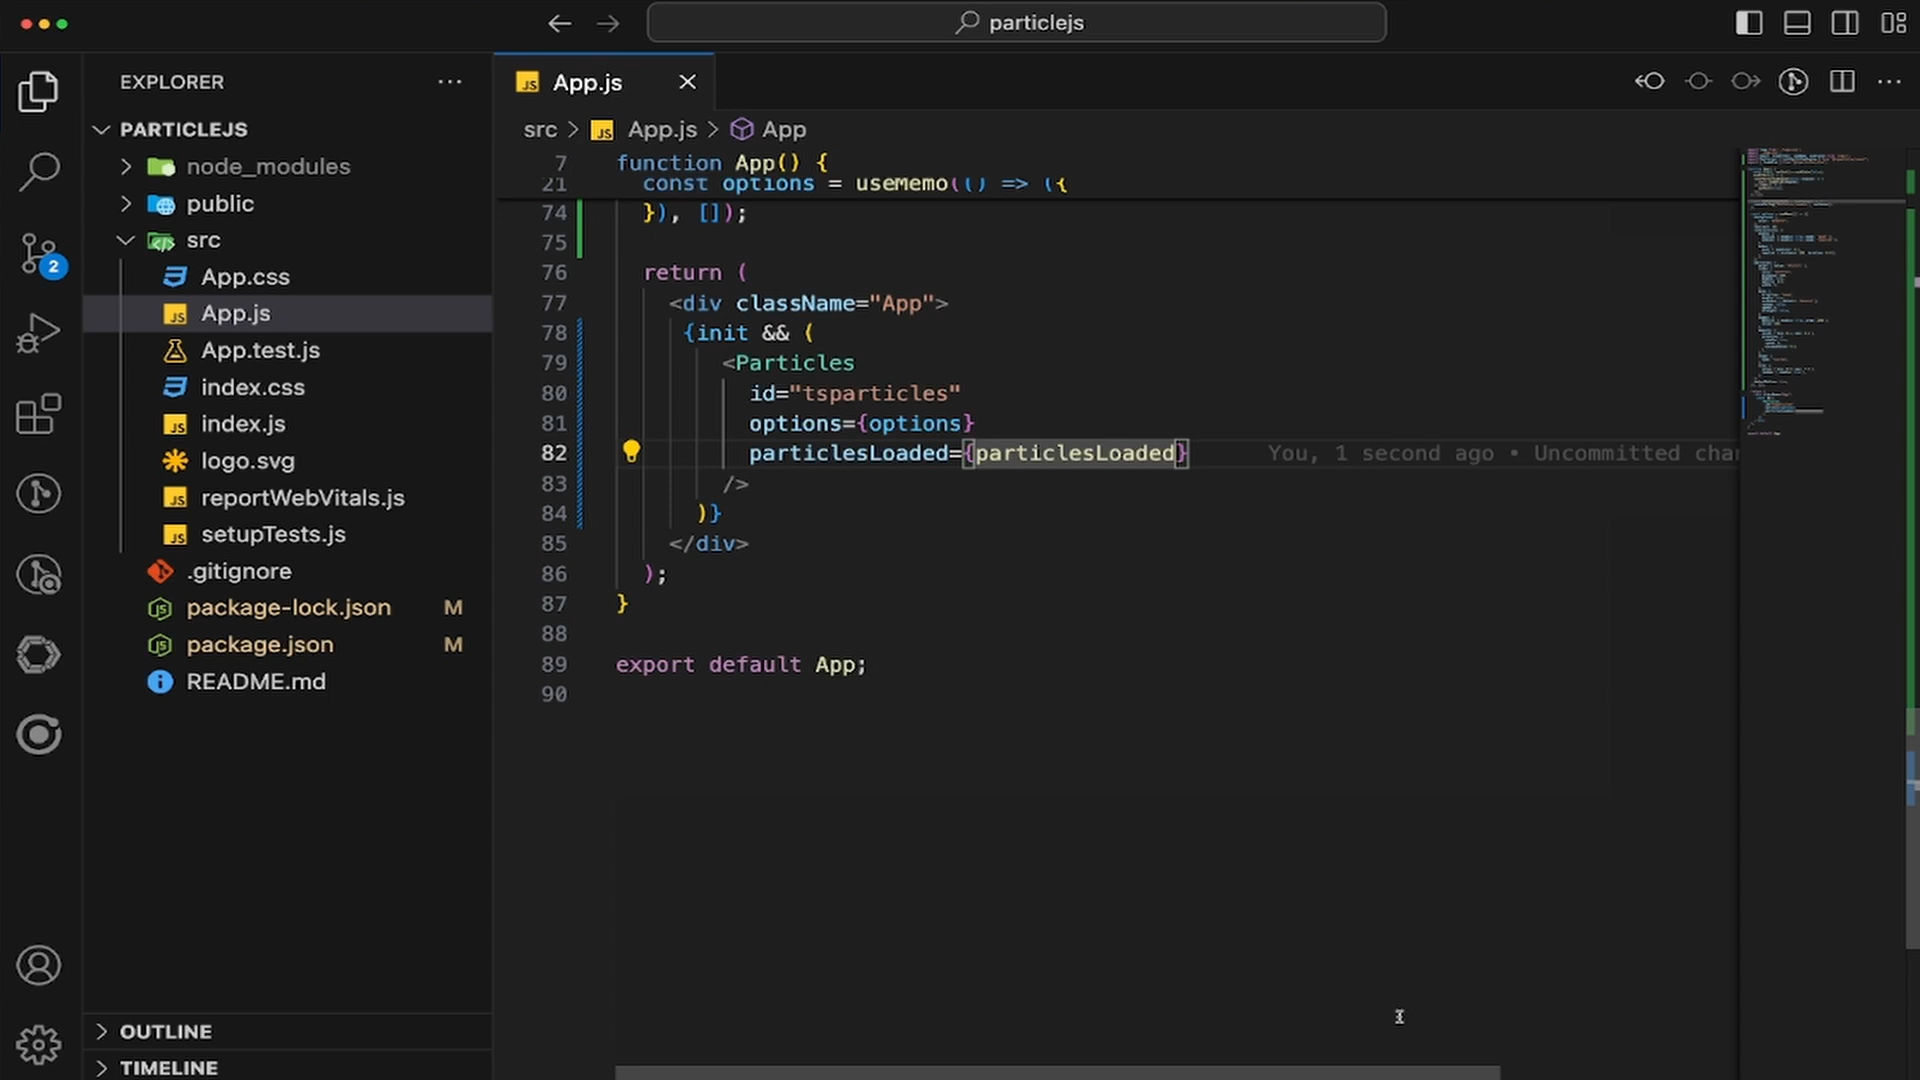 particlejs
EXPLORER
PARTICLEJS
node_modules
public
src
App.css
App.js
App.test.js
index.css
index.js
logo.svg
reportWebVitals.js
setupTests.js
.gitignore
package-lock.json M
package.json M
README.md
OUTLINE
TIMELINE
2
App.js
src > App.js > App
7 function App() {
21 const options = useMemo(() => ({
74 }), []);
75
76 return (
77 <div className="App">
78 {init && (
79 <Particles
80 id="tsparticles"
81 options={options}
82 particlesLoaded={particlesLoaded} You, 1 second ago • Uncommitted char
83 />
84 )}
85 </div>
86 );
87 }
88
89 export default App;
90